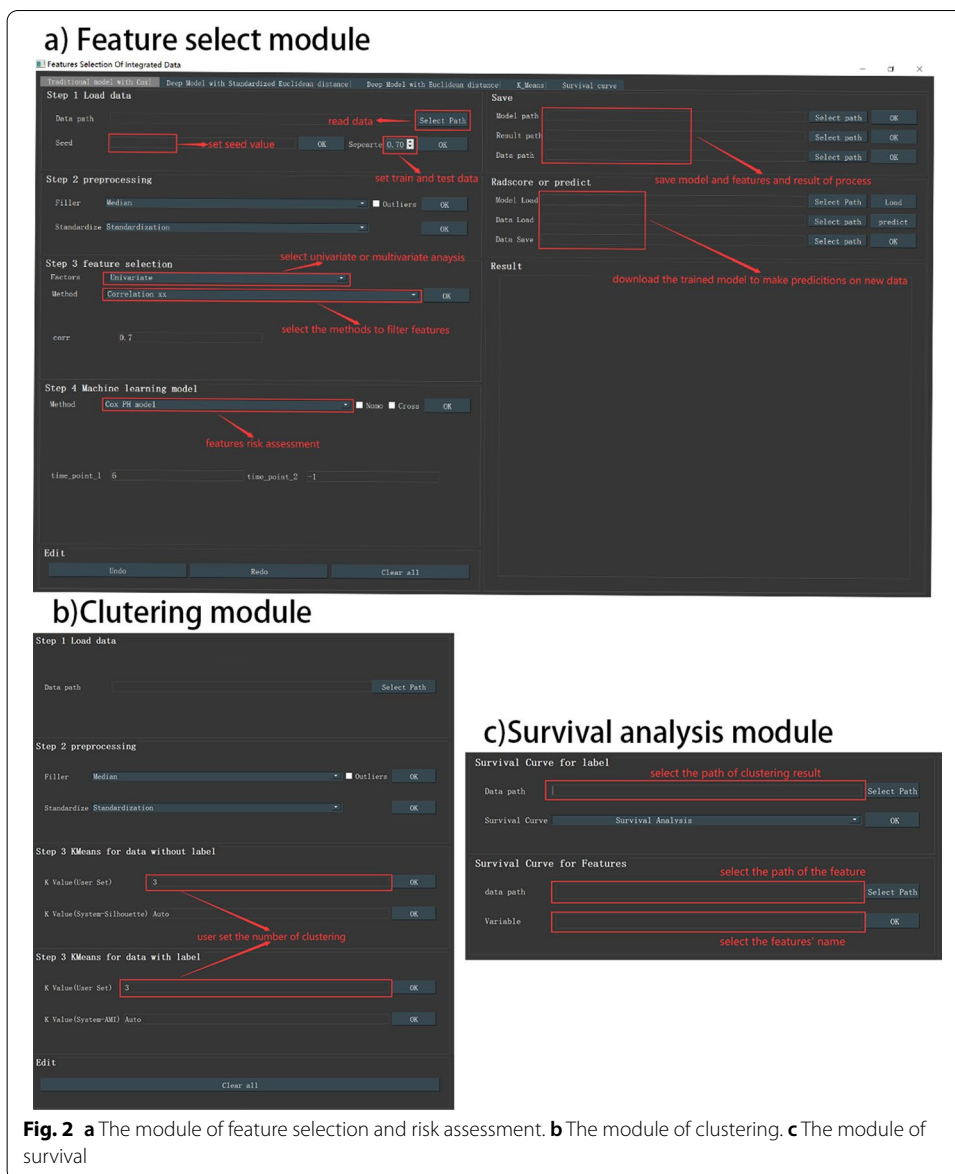 a) Feature select module
Features Selection Of Integrated Data
Traditional model with Cox| Deep Model with Standardized Euclidean distance| Deep Model with Euclidean distance| K_Means| Survival curve
Step 1 Load data
Data path read data Select Path
Seed set seed value OK Sepearte 0.70 OK
set train and test data
Step 2 preprocessing
Filler Median Outliers OK
Standardize Standardization OK
Step 3 feature selection
select univariate or multivariate anaysis
Factors Univariate
Method Correlation xx OK
select the methods to filter features
corr 0.7
Step 4 Machine learning model
Method Cox PH model Nomo Cross OK
features risk assessment
time_point_1 6 time_point_2 -1
Edit
Undo Redo Clear all
Save
Model path Select path OK
Result path Select path OK
Data path Select path OK
save model and features and result of process
Radscore or predict
Model Load Select Path Load
Data Load Select path predict
Data Save Select path OK
Result
download the trained model to make predicitions on new data
b)Clutering module
Step 1 Load data
Data path Select Path
Step 2 preprocessing
Filler Median Outliers OK
Standardize Standardization OK
Step 3 KMeans for data without label
K Value(User Set) 3 OK
K Value(System-Silhouette) Auto OK
user set the number of clustering
Step 3 KMeans for data with label
K Value(User Set) 3 OK
K Value(System-AMI) Auto OK
Edit
Clear all
c)Survival analysis module
Survival Curve for label
select the path of clustering result
Data path Select Path
Survival Curve Survival Analysis OK
Survival Curve for Features
select the path of the feature
data path Select Path
Variable OK
select the features' name
Fig. 2 a The module of feature selection and risk assessment. b The module of clustering. c The module of
survival